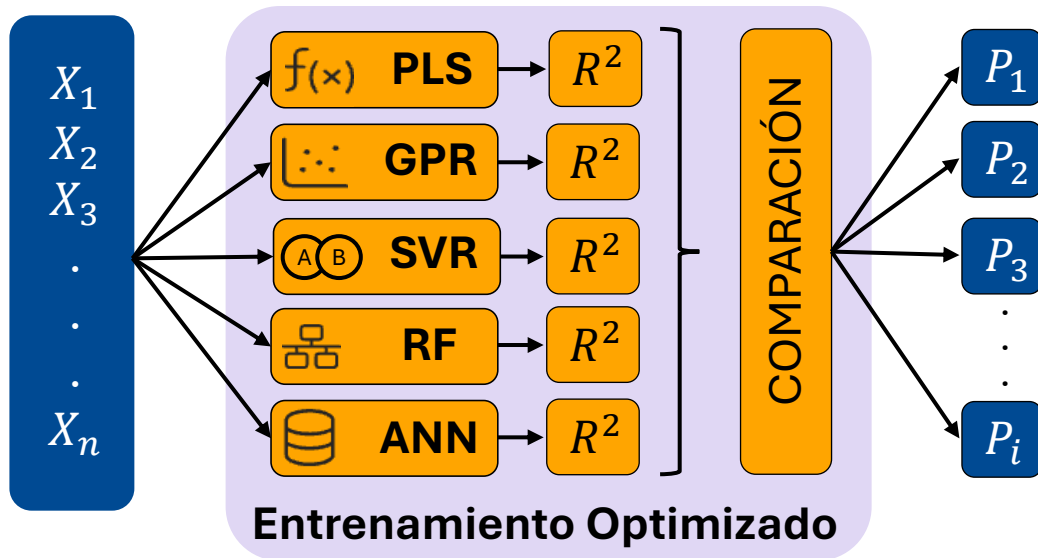 X₁
X₂
X₃
.
.
.
Xₙ
f(x) PLS R²
GPR R²
A B SVR R²
RF R²
ANN R²
COMPARACIÓN
P₁
P₂
P₃
.
.
.
Pᵢ
Entrenamiento Optimizado